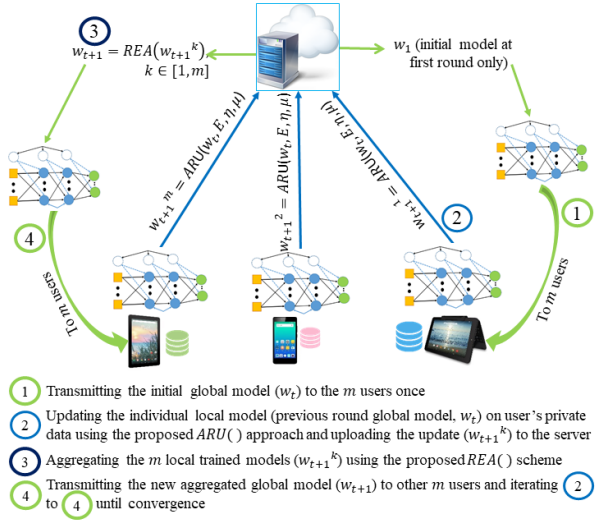 3
w_{t+1} = REA(w_{t+1}^k),
k ∈ [1, m]
w_1 (initial model at
first round only)
w_{t+1}^m = ARU(w_t, E, η, μ)
w_{t+1}^2 = ARU(w_t, E, η, μ)
w_{t+1}^1 = ARU(w_t, E, η, μ)
4
2
1
To m users
To m users
1 Transmitting the initial global model (w_t) to the m users once
2 Updating the individual local model (previous round global model, w_t) on user's private
data using the proposed ARU( ) approach and uploading the update (w_{t+1}^k) to the server
3 Aggregating the m local trained models (w_{t+1}^k) using the proposed REA( ) scheme
4 Transmitting the new aggregated global model (w_{t+1}) to other m users and iterating 2
to 4 until convergence